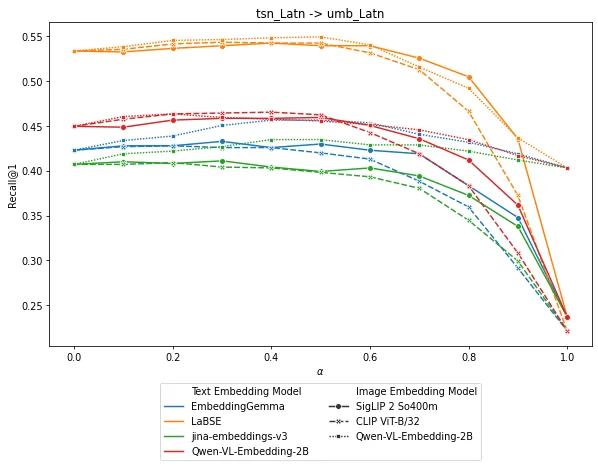 tsn_Latn -> umb_Latn
0.55
0.50
0.45
0.40
0.35
0.30
0.25
Recall@1
0.0 0.2 0.4 0.6 0.8 1.0
α
Text Embedding Model Image Embedding Model
EmbeddingGemma SigLIP 2 So400m
LaBSE CLIP ViT-B/32
jina-embeddings-v3 Qwen-VL-Embedding-2B
Qwen-VL-Embedding-2B